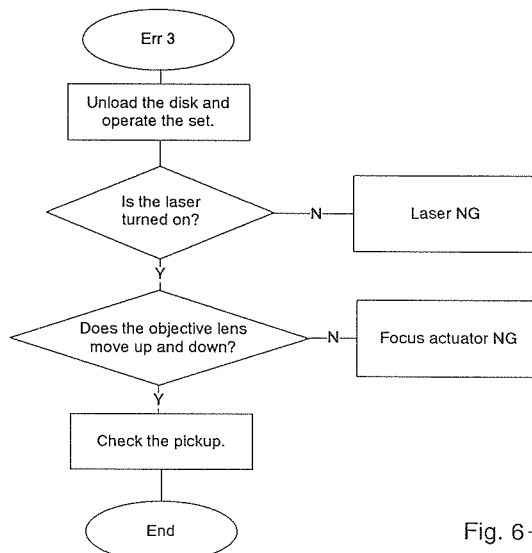 Err 3
Unload the disk and
operate the set.
Is the laser
turned on?
N
Laser NG
Y
Does the objective lens
move up and down?
N
Focus actuator NG
Y
Check the pickup.
End
Fig. 6-